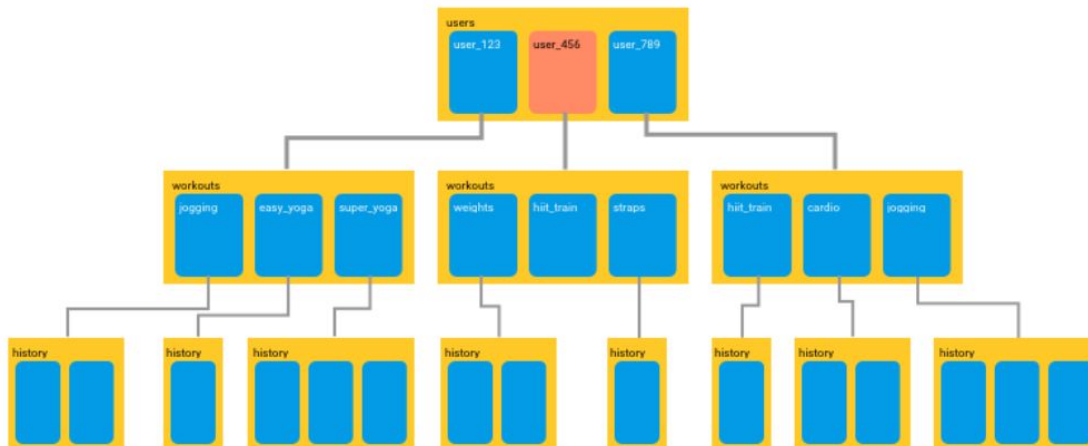 users
user_123
user_456
user_789
workouts
jogging
easy_yoga
super_yoga
workouts
weights
hiit_train
straps
workouts
hiit_train
cardio
jogging
history
history
history
history
history
history
history
history